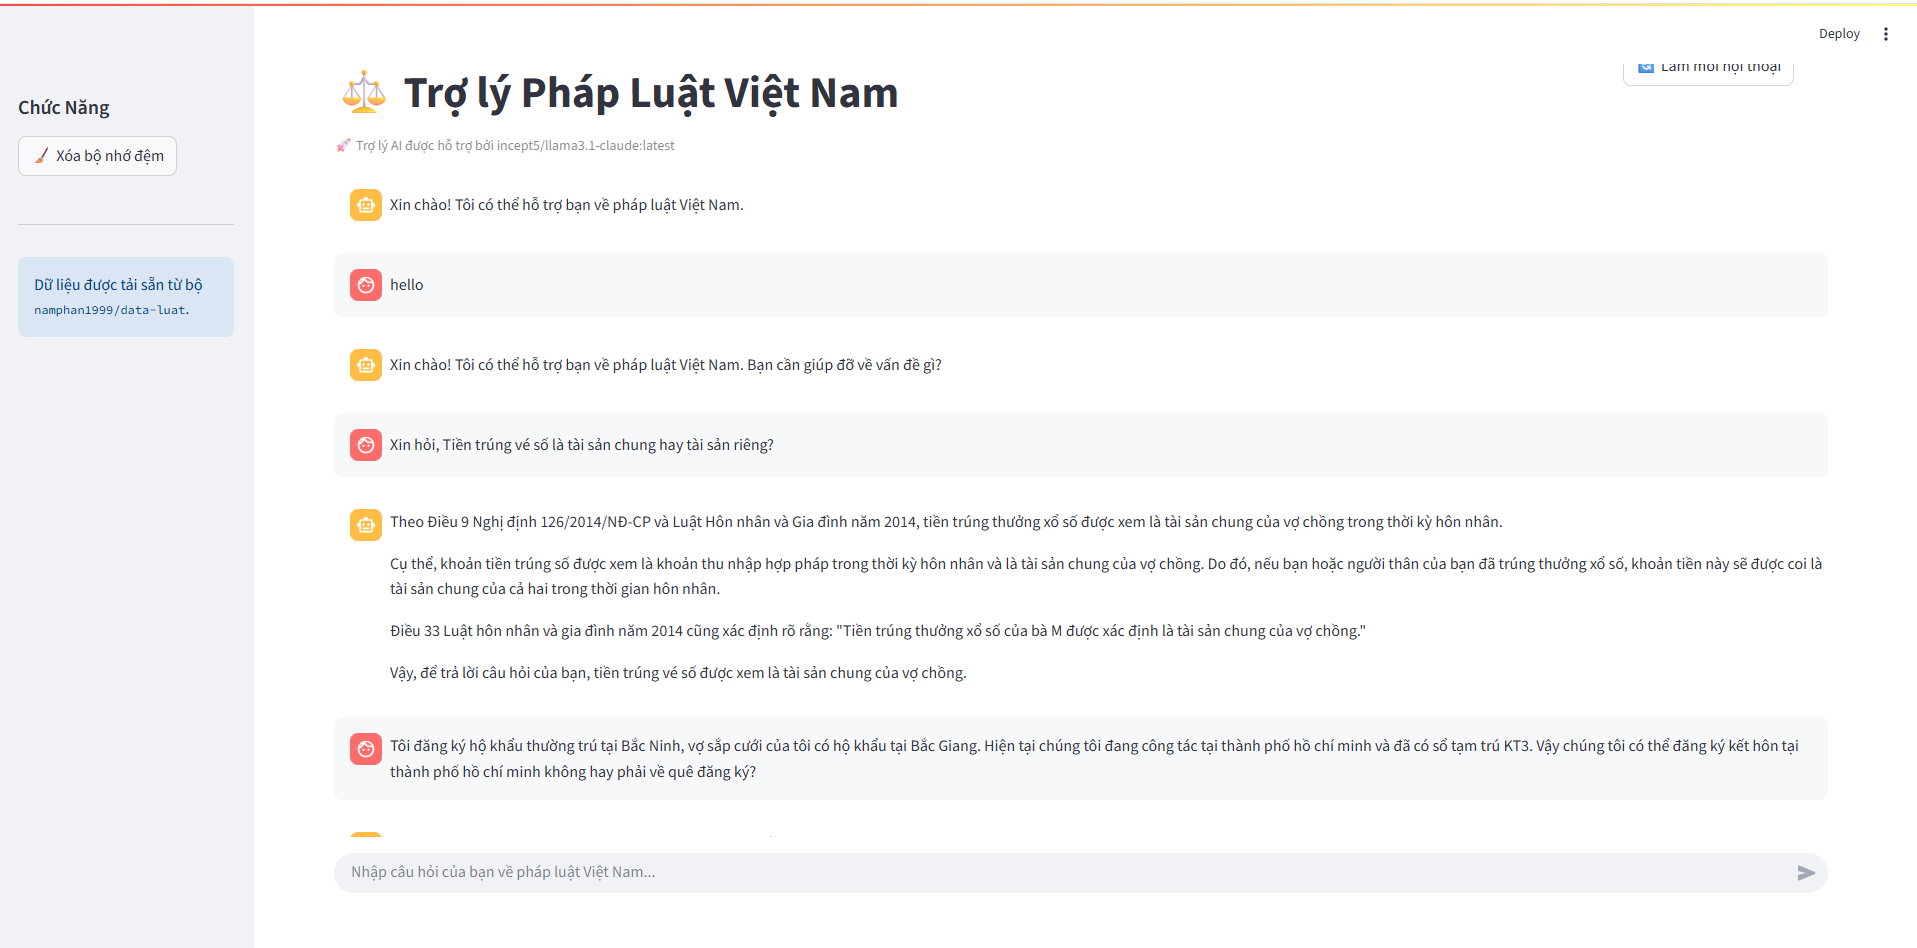 Deploy
Làm mới hội thoại
Chức Năng
Xóa bộ nhớ đệm
Dữ liệu được tải sẵn từ bộ
namphan1999/data-luat.
Trợ lý Pháp Luật Việt Nam
Trợ lý AI được hỗ trợ bởi incept5/llama3.1-claude:latest
Xin chào! Tôi có thể hỗ trợ bạn về pháp luật Việt Nam.
hello
Xin chào! Tôi có thể hỗ trợ bạn về pháp luật Việt Nam. Bạn cần giúp đỡ về vấn đề gì?
Xin hỏi, Tiền trúng vé số là tài sản chung hay tài sản riêng?
Theo Điều 9 Nghị định 126/2014/NĐ-CP và Luật Hôn nhân và Gia đình năm 2014, tiền trúng thưởng xổ số được xem là tài sản chung của vợ chồng trong thời kỳ hôn nhân.
Cụ thể, khoản tiền trúng số được xem là khoản thu nhập hợp pháp trong thời kỳ hôn nhân và là tài sản chung của vợ chồng. Do đó, nếu bạn hoặc người thân của bạn đã trúng thưởng xổ số, khoản tiền này sẽ được coi là
tài sản chung của cả hai trong thời gian hôn nhân.
Điều 33 Luật hôn nhân và gia đình năm 2014 cũng xác định rõ rằng: "Tiền trúng thưởng xổ số của bà M được xác định là tài sản chung của vợ chồng."
Vậy, để trả lời câu hỏi của bạn, tiền trúng vé số được xem là tài sản chung của vợ chồng.
Tôi đăng ký hộ khẩu thường trú tại Bắc Ninh, vợ sắp cưới của tôi có hộ khẩu tại Bắc Giang. Hiện tại chúng tôi đang công tác tại thành phố hồ chí minh và đã có sổ tạm trú KT3. Vậy chúng tôi có thể đăng ký kết hôn tại
thành phố hồ chí minh không hay phải về quê đăng ký?
Nhập câu hỏi của bạn về pháp luật Việt Nam...